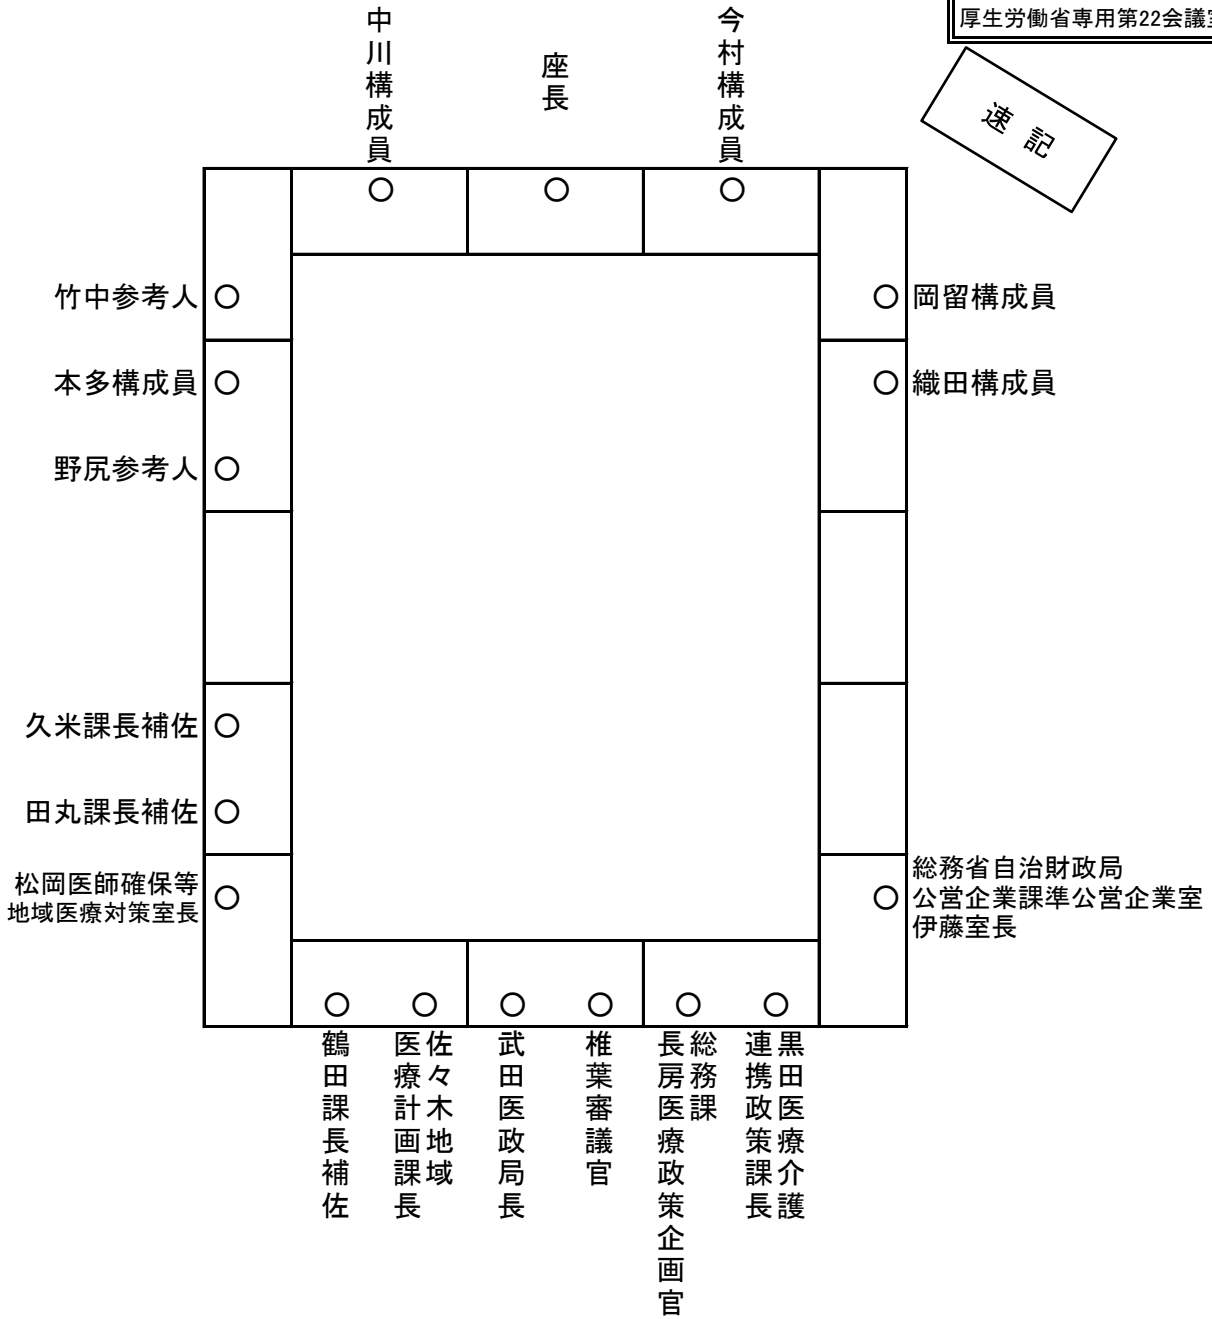 厚生労働省専用第22会議
速記
中川構成員
座長
今村構成員
竹中参考人
岡留構成員
本多構成員
織田構成員
野尻参考人
久米課長補佐
田丸課長補佐
松岡医師確保等
地域医療対策室長
総務省自治財政局
公営企業課準公営企業室
伊藤室長
鶴田課長補佐
佐々木地域
医療計画課長
武田医政局長
椎葉審議官
総務課
長房医療政策企画官
黒田医療介護
連携政策課長